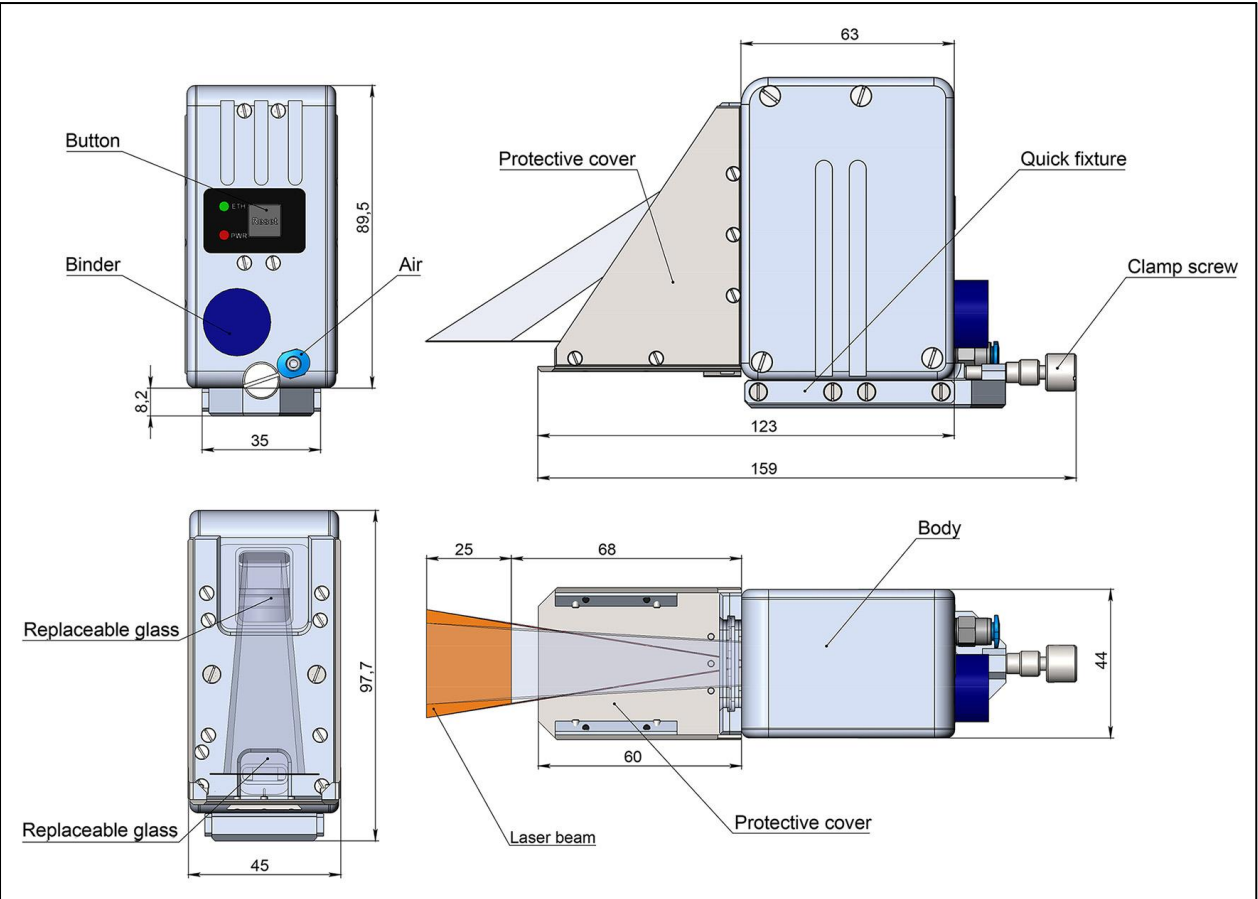 63
Button
Protective cover
Quick fixture
ETH
Reset
PWR
89,5
Binder
Air
Clamp screw
8,2
35
123
159
25
68
Body
Replaceable glass
97,7
44
60
Replaceable glass
Laser beam
Protective cover
45